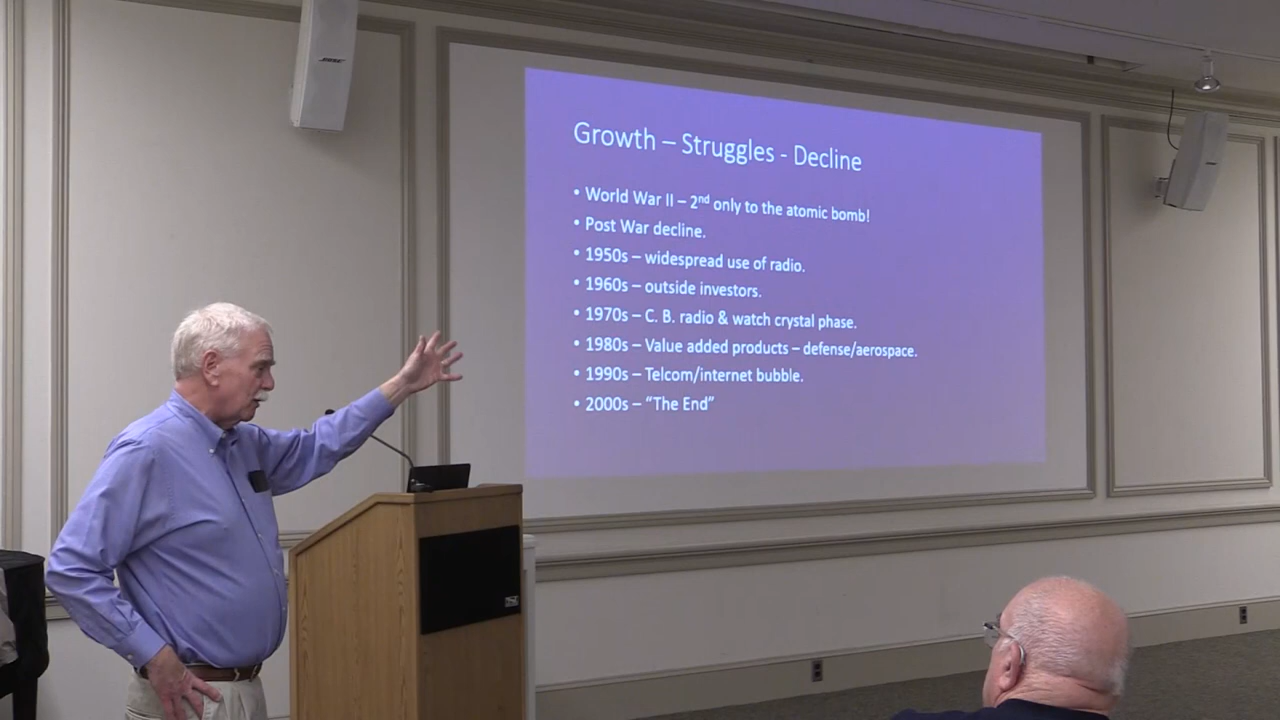 BOSE
Growth – Struggles - Decline
• World War II – 2nd only to the atomic bomb!
• Post War decline.
• 1950s – widespread use of radio.
• 1960s – outside investors.
• 1970s – C. B. radio & watch crystal phase.
• 1980s – Value added products – defense/aerospace.
• 1990s – Telcom/internet bubble.
• 2000s – “The End”